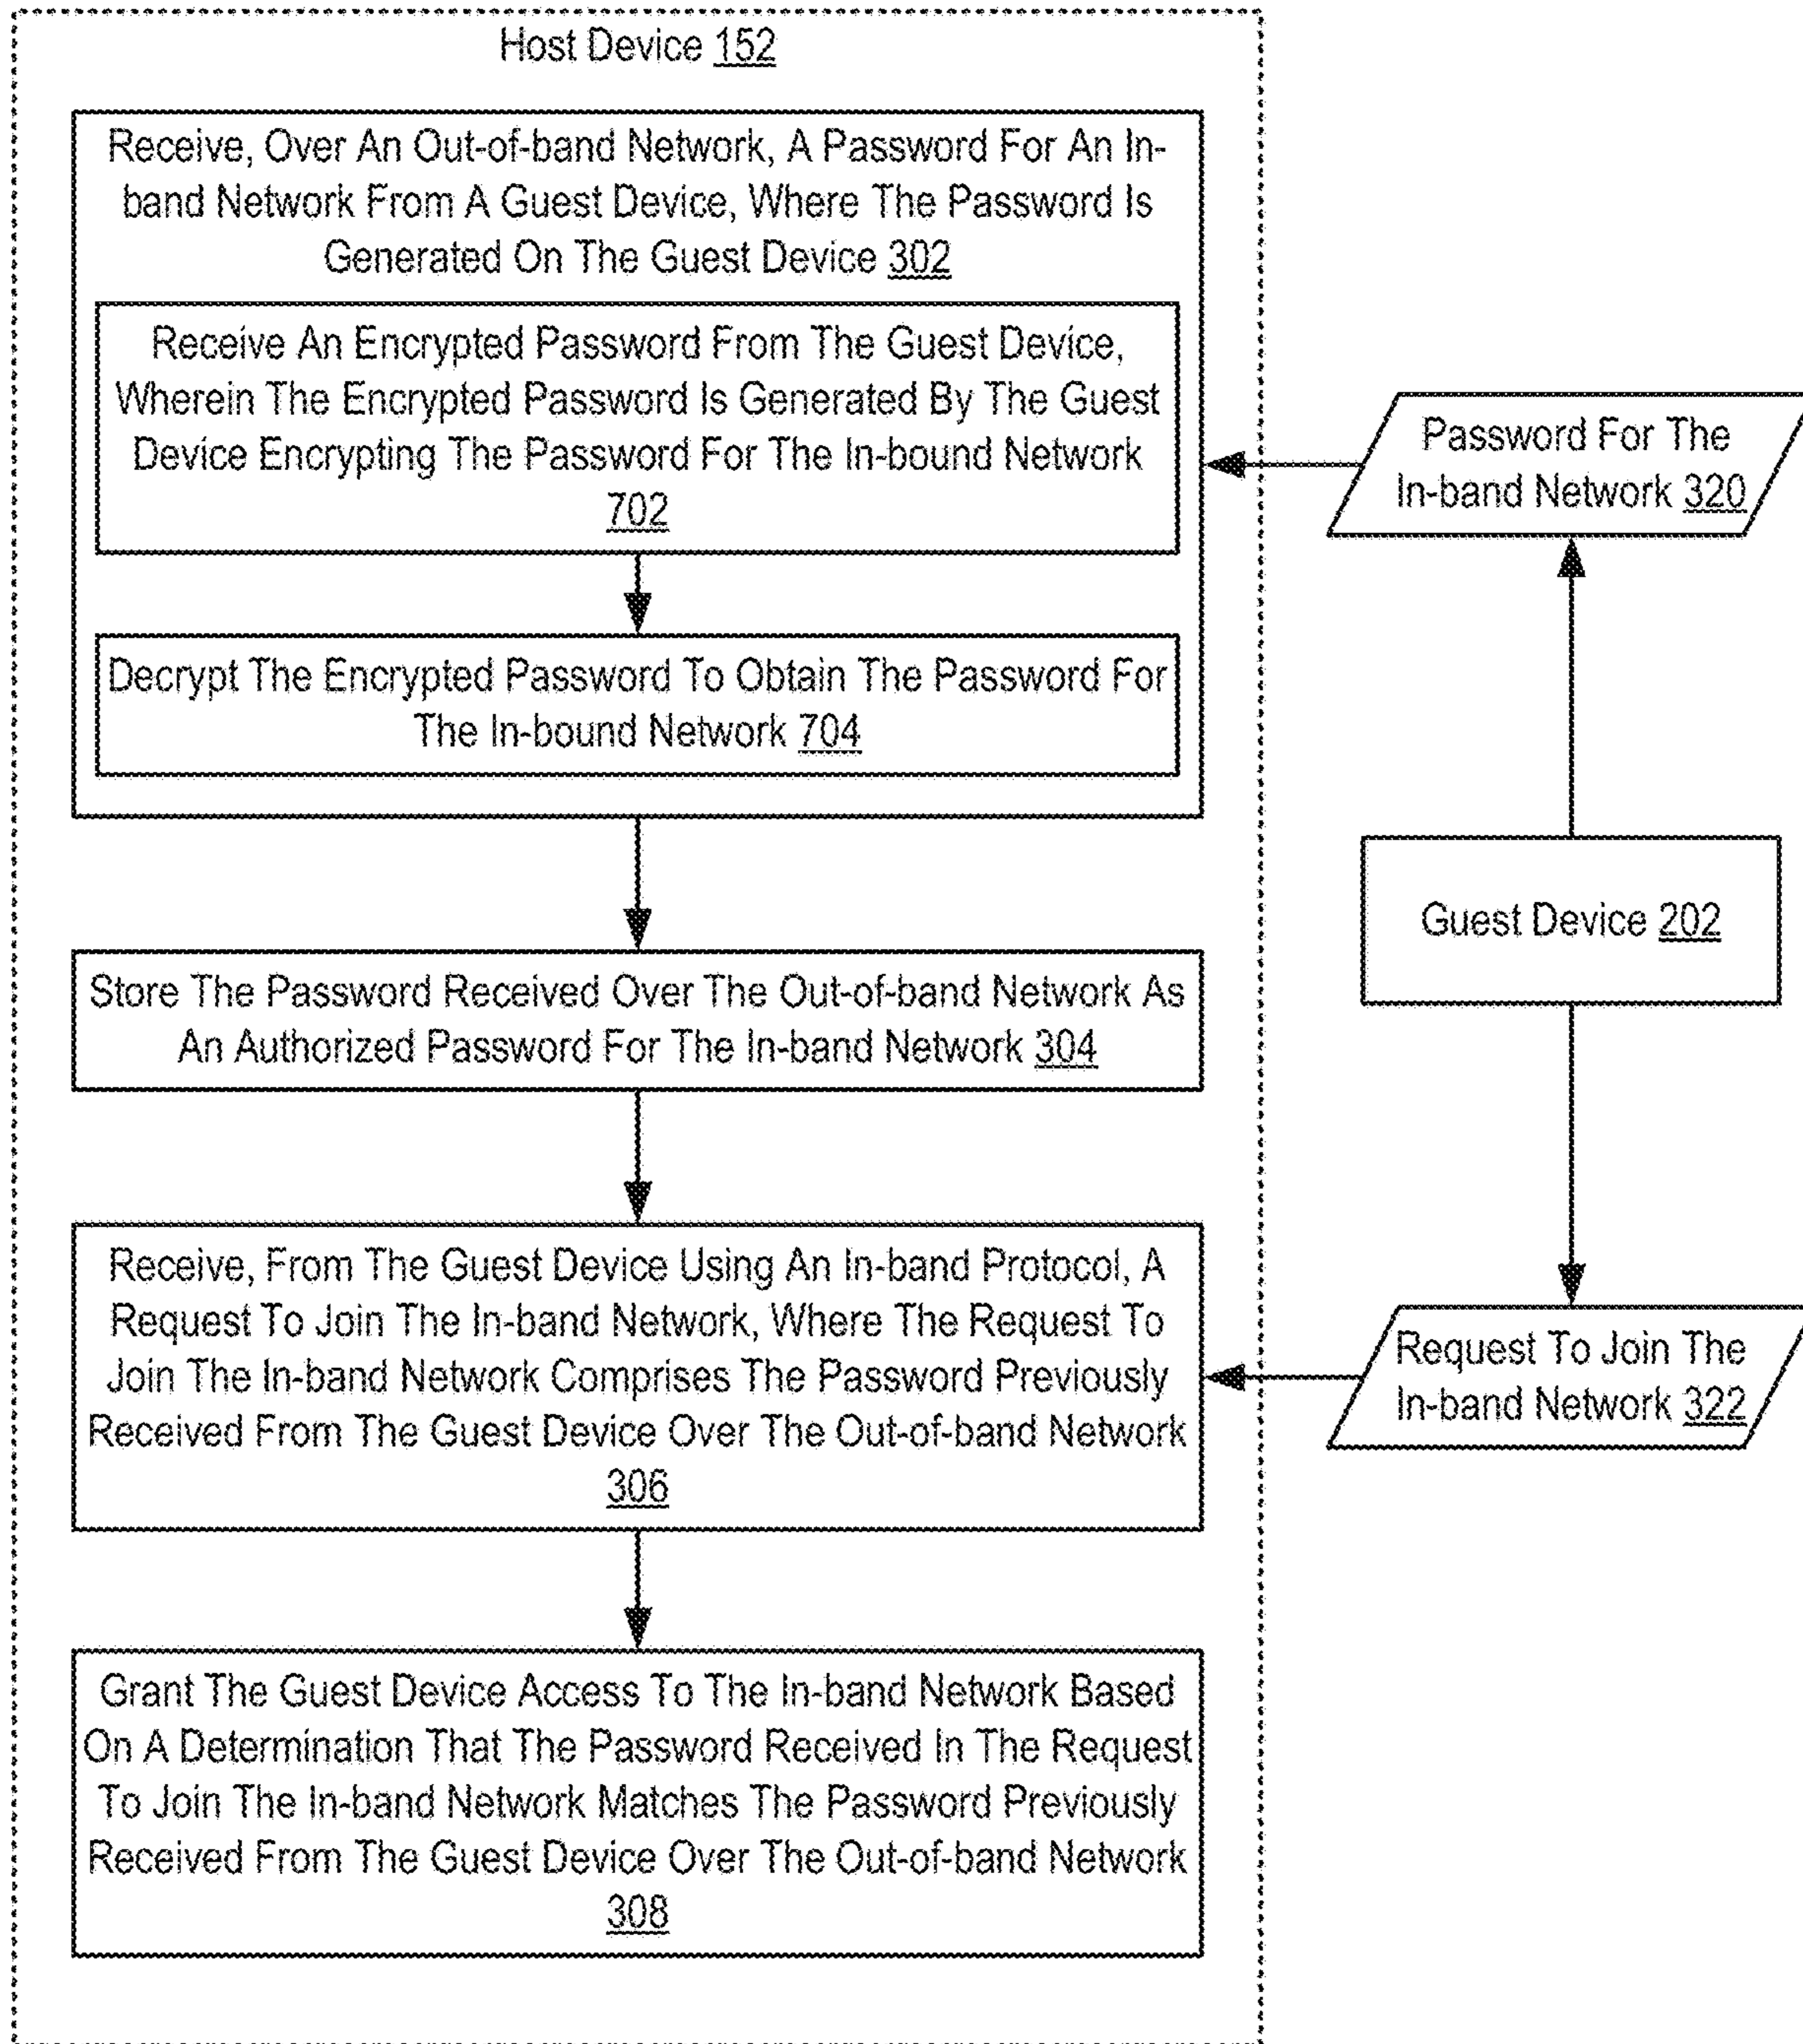 Host Device 152
Receive, Over An Out-of-band Network, A Password For An In-
band Network From A Guest Device, Where The Password Is
Generated On The Guest Device 302
Receive An Encrypted Password From The Guest Device,
Wherein The Encrypted Password Is Generated By The Guest
Device Encrypting The Password For The In-bound Network
702
Decrypt The Encrypted Password To Obtain The Password For
The In-bound Network 704
Store The Password Received Over The Out-of-band Network As
An Authorized Password For The In-band Network 304
Receive, From The Guest Device Using An In-band Protocol, A
Request To Join The In-band Network, Where The Request To
Join The In-band Network Comprises The Password Previously
Received From The Guest Device Over The Out-of-band Network
306
Grant The Guest Device Access To The In-band Network Based
On A Determination That The Password Received In The Request
To Join The In-band Network Matches The Password Previously
Received From The Guest Device Over The Out-of-band Network
308
Password For The
In-band Network 320
Guest Device 202
Request To Join The
In-band Network 322